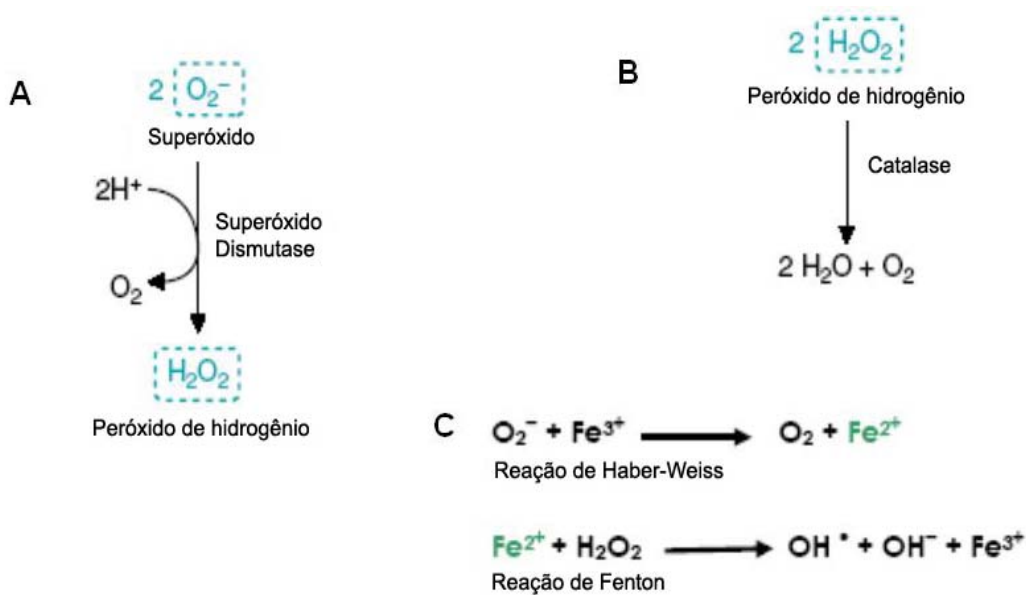 A
2 O₂⁻
Superóxido
2H⁺
Superóxido
Dismutase
O₂
H₂O₂
Peróxido de hidrogênio
B
2 H₂O₂
Peróxido de hidrogênio
Catalase
2 H₂O + O₂
C
O₂⁻ + Fe³⁺ → O₂ + Fe²⁺
Reação de Haber-Weiss
Fe²⁺ + H₂O₂ → OH • + OH⁻ + Fe³⁺
Reação de Fenton